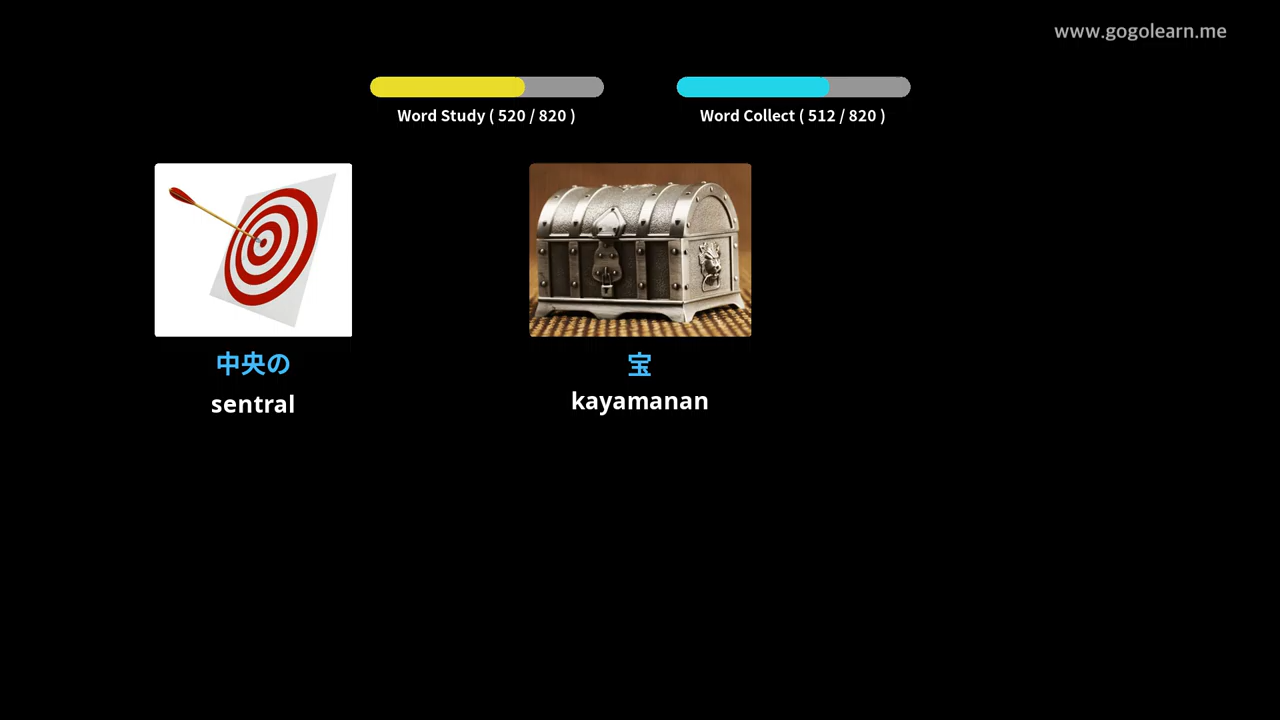 www.gogolearn.me
Word Study ( 520 / 820 )
Word Collect ( 512 / 820 )
中央の
sentral
宝
kayamanan